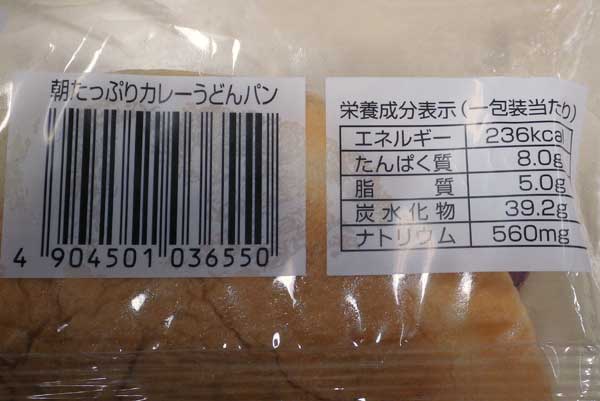 朝たっぷりカレーうどんパン
4 904501 036550
栄養成分表示(一包装当たり)
エネルギー 236kcal
たんぱく質 8.0g
脂質 5.0g
炭水化物 39.2g
ナトリウム 560mg